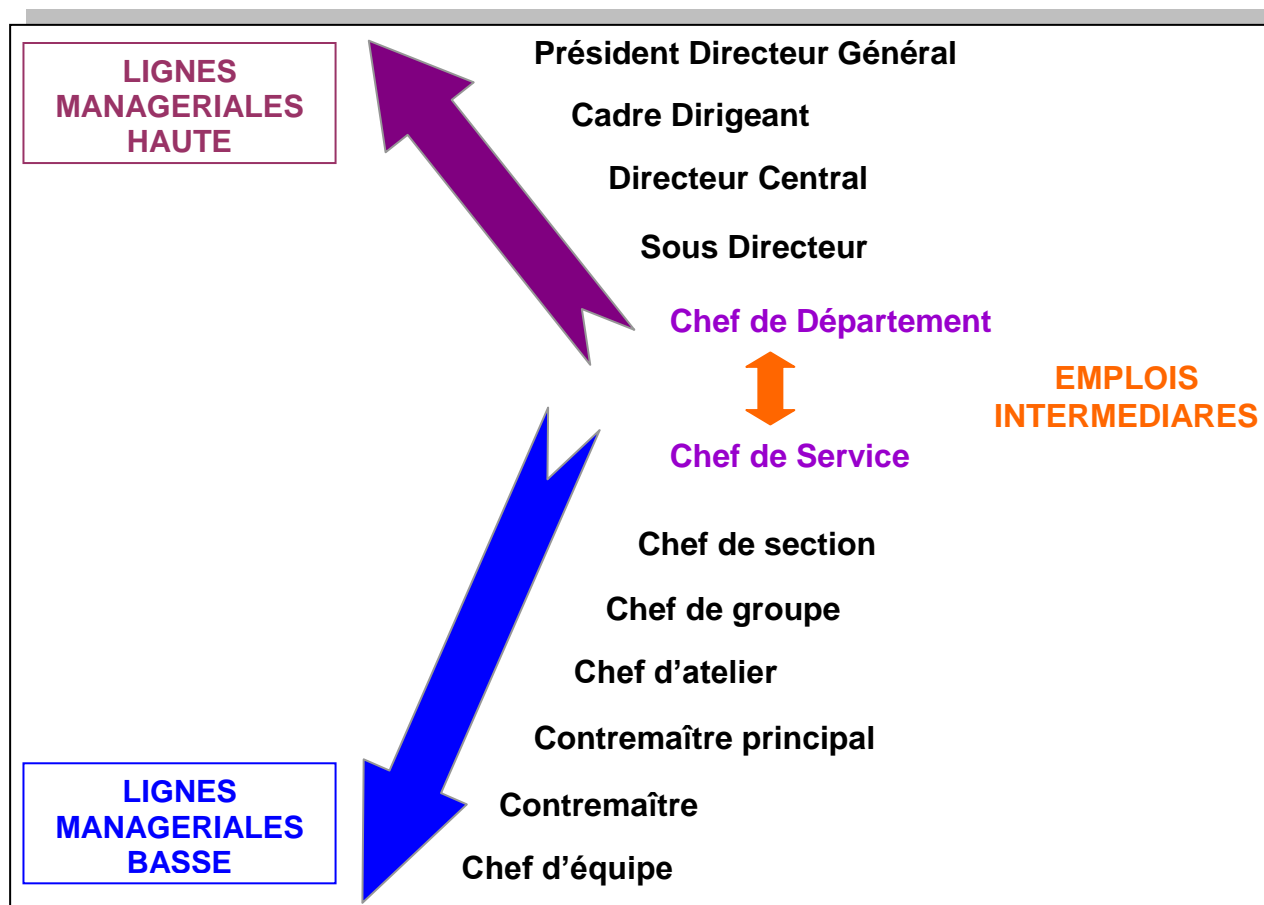 LIGNES
MANAGERIALES
HAUTE
Président Directeur Général
Cadre Dirigeant
Directeur Central
Sous Directeur
Chef de Département
EMPLOIS
INTERMEDIARES
Chef de Service
Chef de section
Chef de groupe
Chef d’atelier
Contremaître principal
LIGNES
MANAGERIALES
BASSE
Contremaître
Chef d’équipe